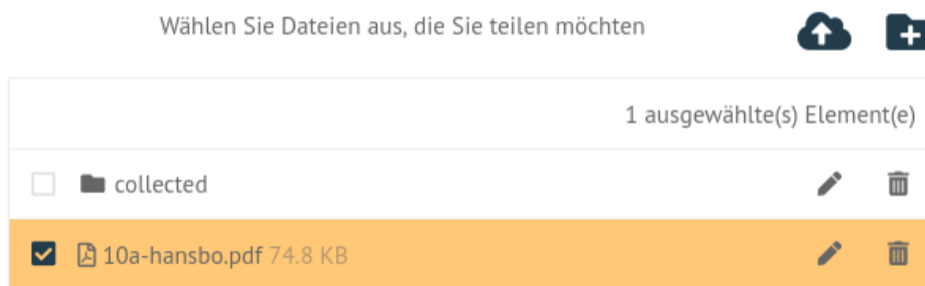 Wählen Sie Dateien aus, die Sie teilen möchten
1 ausgewählte(s) Element(e)
collected
10a-hansbo.pdf 74.8 KB